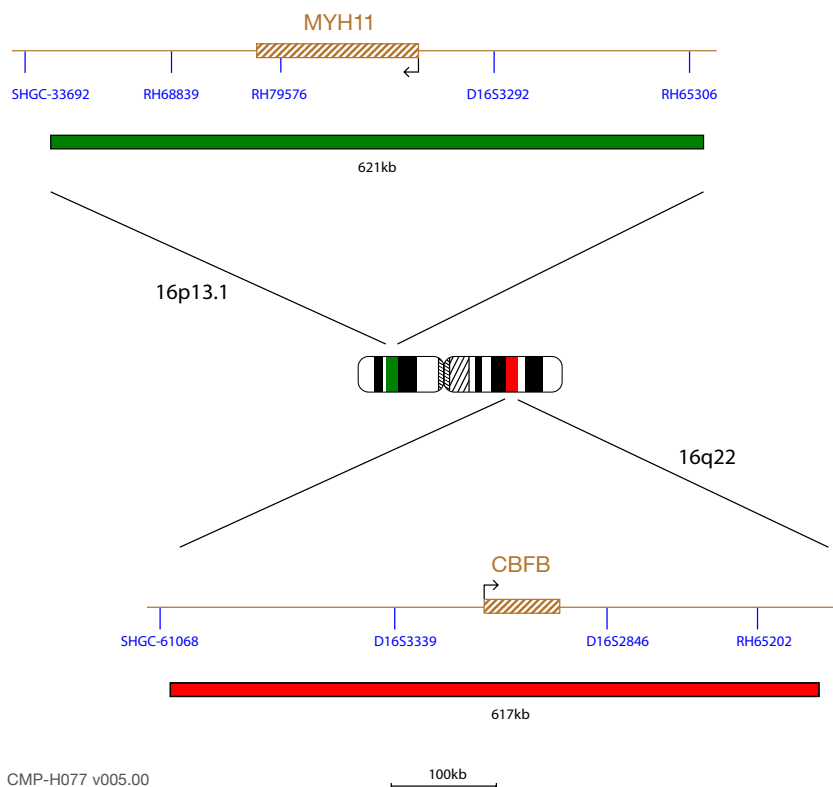 MYH11
SHGC-33692 RH68839 RH79576 D16S3292 RH65306
621kb
16p13.1
16q22
CBFB
SHGC-61068 D16S3339 D16S2846 RH65202
617kb
100kb
CMP-H077 v005.00